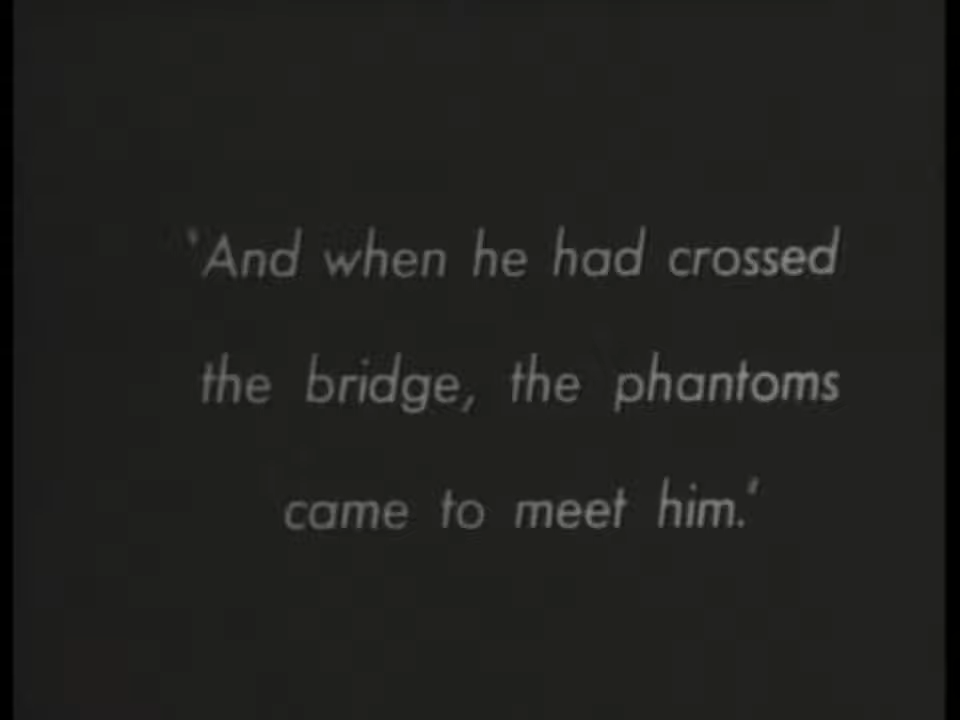 'And when he had crossed
the bridge, the phantoms
came to meet him.'